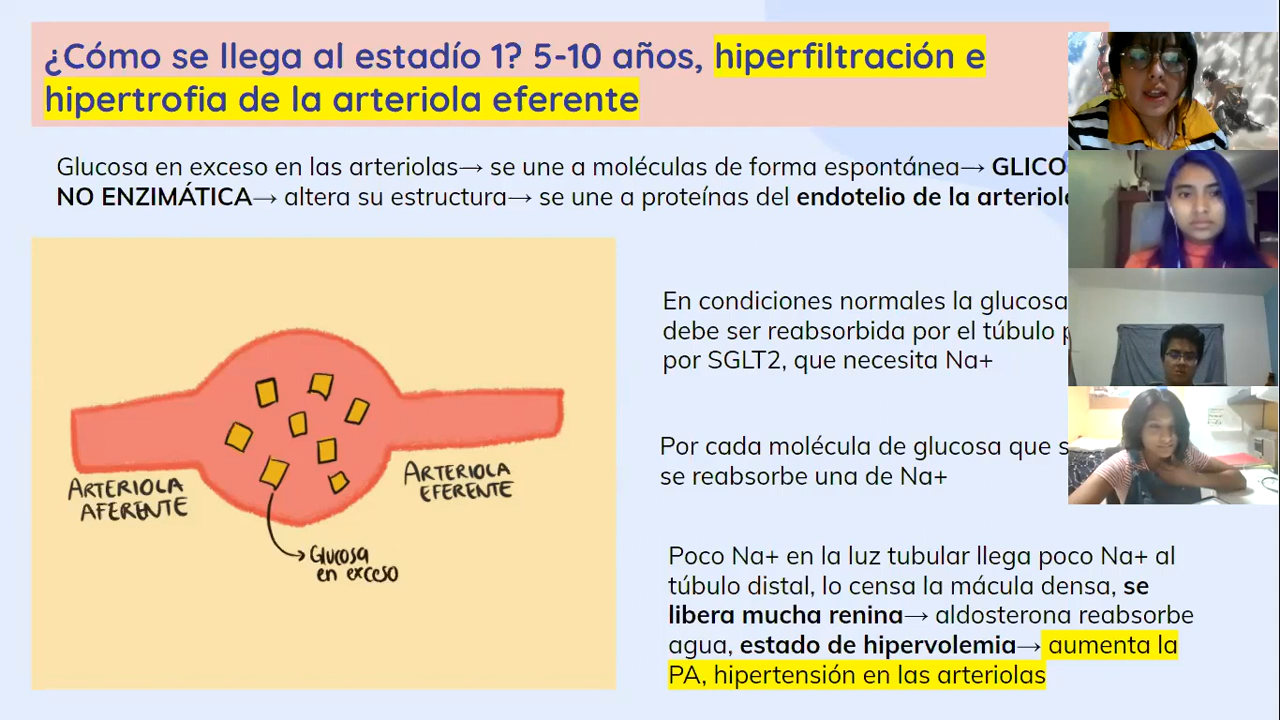 ¿Cómo se llega al estadío 1? 5-10 años, hiperfiltración e
hipertrofia de la arteriola eferente
Glucosa en exceso en las arteriolas→ se une a moléculas de forma espontánea→ GLICO
NO ENZIMÁTICA→ altera su estructura→ se une a proteínas del endotelio de la arteriol
ARTERIOLA
AFERENTE
ARTERIOLA
EFERENTE
Glucosa
en exceso
En condiciones normales la glucosa
debe ser reabsorbida por el túbulo
por SGLT2, que necesita Na+
Por cada molécula de glucosa que
se reabsorbe una de Na+
Poco Na+ en la luz tubular llega poco Na+ al
túbulo distal, lo censa la mácula densa, se
libera mucha renina→ aldosterona reabsorbe
agua, estado de hipervolemia→ aumenta la
PA, hipertensión en las arteriolas